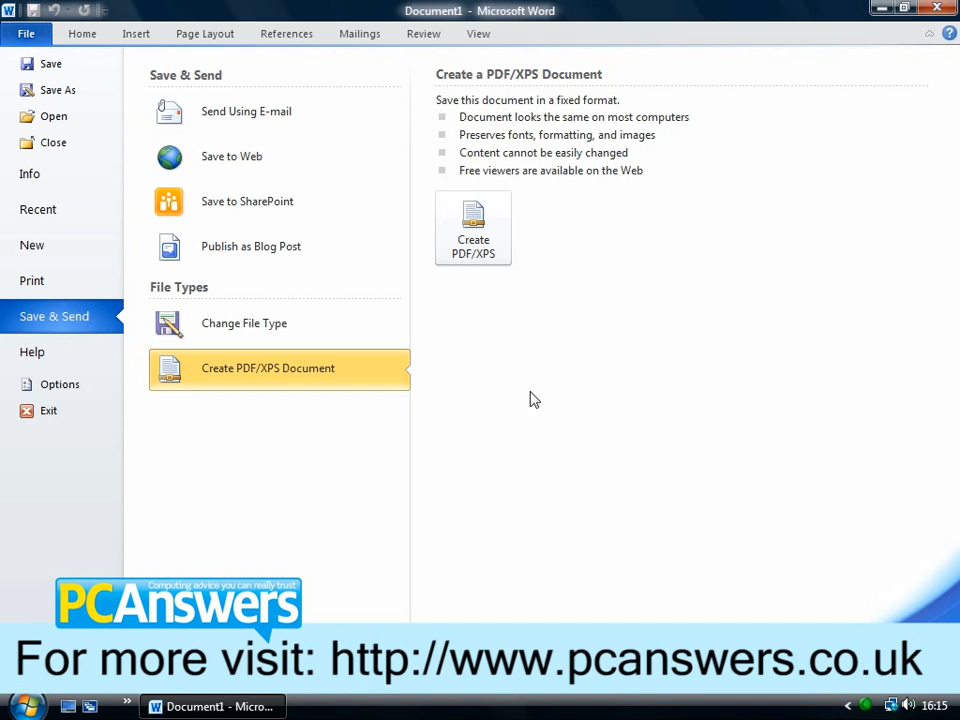 Document1 - Microsoft Word
File Home Insert Page Layout References Mailings Review View
Save
Save As
Open
Close
Info
Recent
New
Print
Save & Send
Help
Options
Exit
Save & Send
Send Using E-mail
Save to Web
Save to SharePoint
Publish as Blog Post
File Types
Change File Type
Create PDF/XPS Document
Create a PDF/XPS Document
Save this document in a fixed format.
Document looks the same on most computers
Preserves fonts, formatting, and images
Content cannot be easily changed
Free viewers are available on the Web
Create
PDF/XPS
Computing advice you can really trust
PCAnswers
For more visit: http://www.pcanswers.co.uk
Document1 - Micro...
16:15